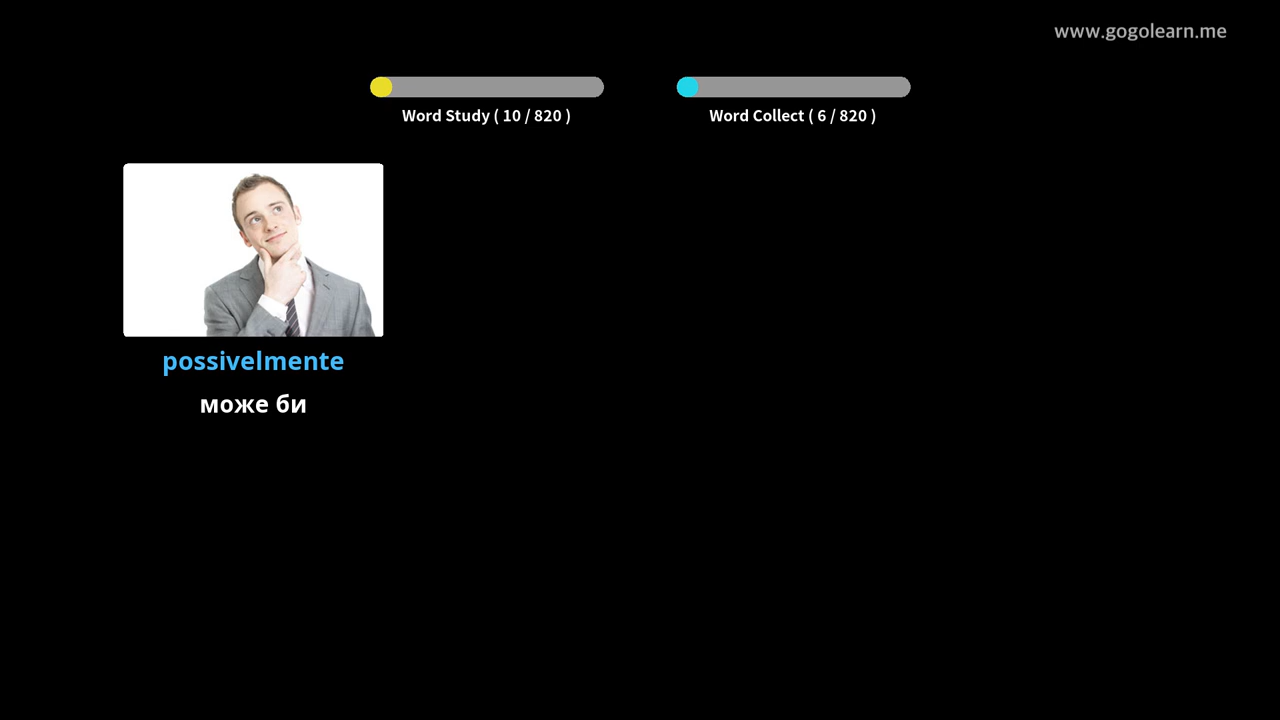 www.gogolearn.me
Word Study ( 10 / 820 )
Word Collect ( 6 / 820 )
possivelmente
може би